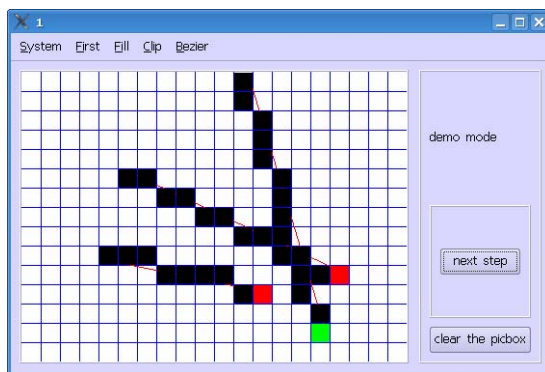 1
System First Fill Clip Bezier
demo mode
next step
clear the picbox